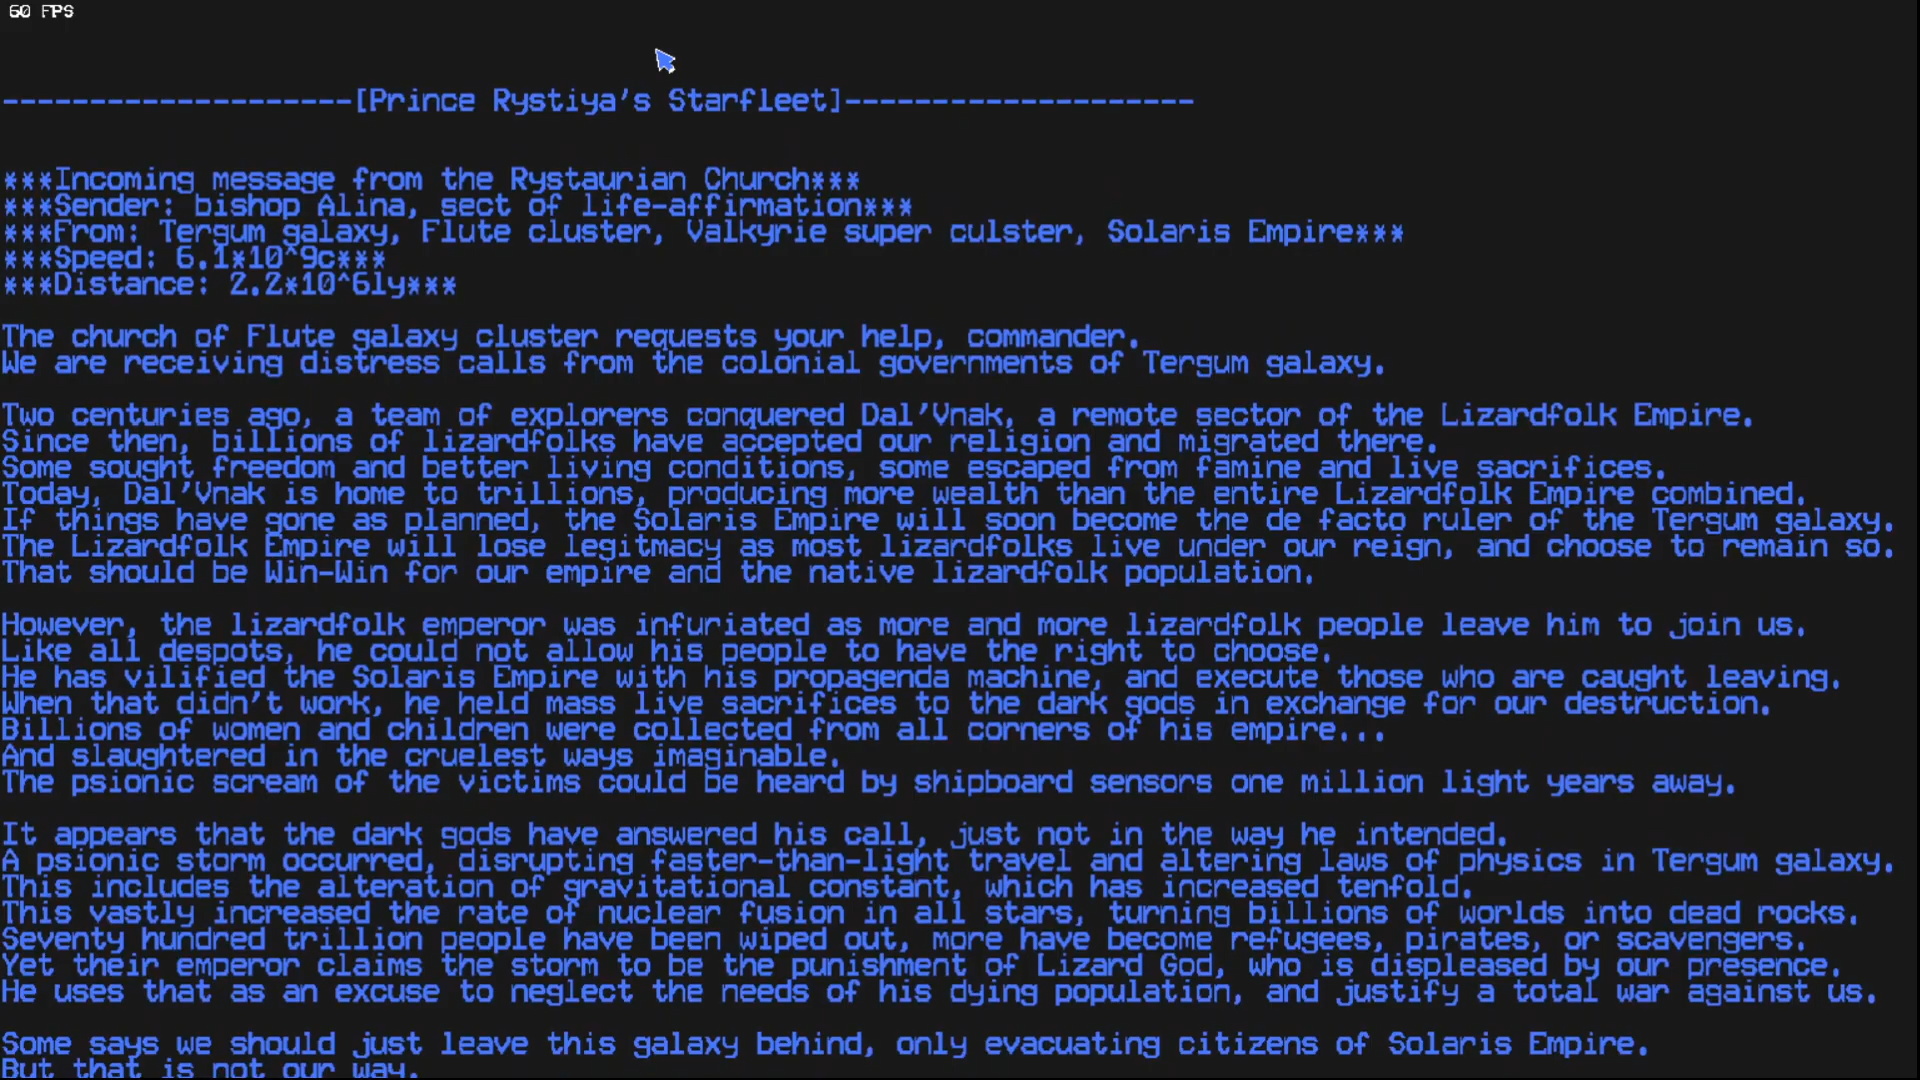 60 FPS
--------------------[Prince Rystiya's Starfleet]--------------------
***Incoming message from the Rystaurian Church***
***Sender: bishop Alina, sect of life-affirmation***
***From: Tergum galaxy, Flute cluster, Valkyrie super culster, Solaris Empire***
***Speed: 6.1*10^9c***
***Distance: 2.2*10^6ly***
The church of Flute galaxy cluster requests your help, commander.
We are receiving distress calls from the colonial governments of Tergum galaxy.
Two centuries ago, a team of explorers conquered Dal'Vnak, a remote sector of the Lizardfolk Empire.
Since then, billions of lizardfolks have accepted our religion and migrated there.
Some sought freedom and better living conditions, some escaped from famine and live sacrifices.
Today, Dal'Vnak is home to trillions, producing more wealth than the entire Lizardfolk Empire combined.
If things have gone as planned, the Solaris Empire will soon become the de facto ruler of the Tergum galaxy.
The Lizardfolk Empire will lose legitmacy as most lizardfolks live under our reign, and choose to remain so.
That should be Win-Win for our empire and the native lizardfolk population.
However, the lizardfolk emperor was infuriated as more and more lizardfolk people leave him to join us.
Like all despots, he could not allow his people to have the right to choose.
He has vilified the Solaris Empire with his propagenda machine, and execute those who are caught leaving.
When that didn't work, he held mass live sacrifices to the dark gods in exchange for our destruction.
Billions of women and children were collected from all corners of his empire...
And slaughtered in the cruelest ways imaginable.
The psionic scream of the victims could be heard by shipboard sensors one million light years away.
It appears that the dark gods have answered his call, just not in the way he intended.
A psionic storm occurred, disrupting faster-than-light travel and altering laws of physics in Tergum galaxy.
This includes the alteration of gravitational constant, which has increased tenfold.
This vastly increased the rate of nuclear fusion in all stars, turning billions of worlds into dead rocks.
Seventy hundred trillion people have been wiped out, more have become refugees, pirates, or scavengers.
Yet their emperor claims the storm to be the punishment of Lizard God, who is displeased by our presence.
He uses that as an excuse to neglect the needs of his dying population, and justify a total war against us.
Some says we should just leave this galaxy behind, only evacuating citizens of Solaris Empire.
But that is not our way.